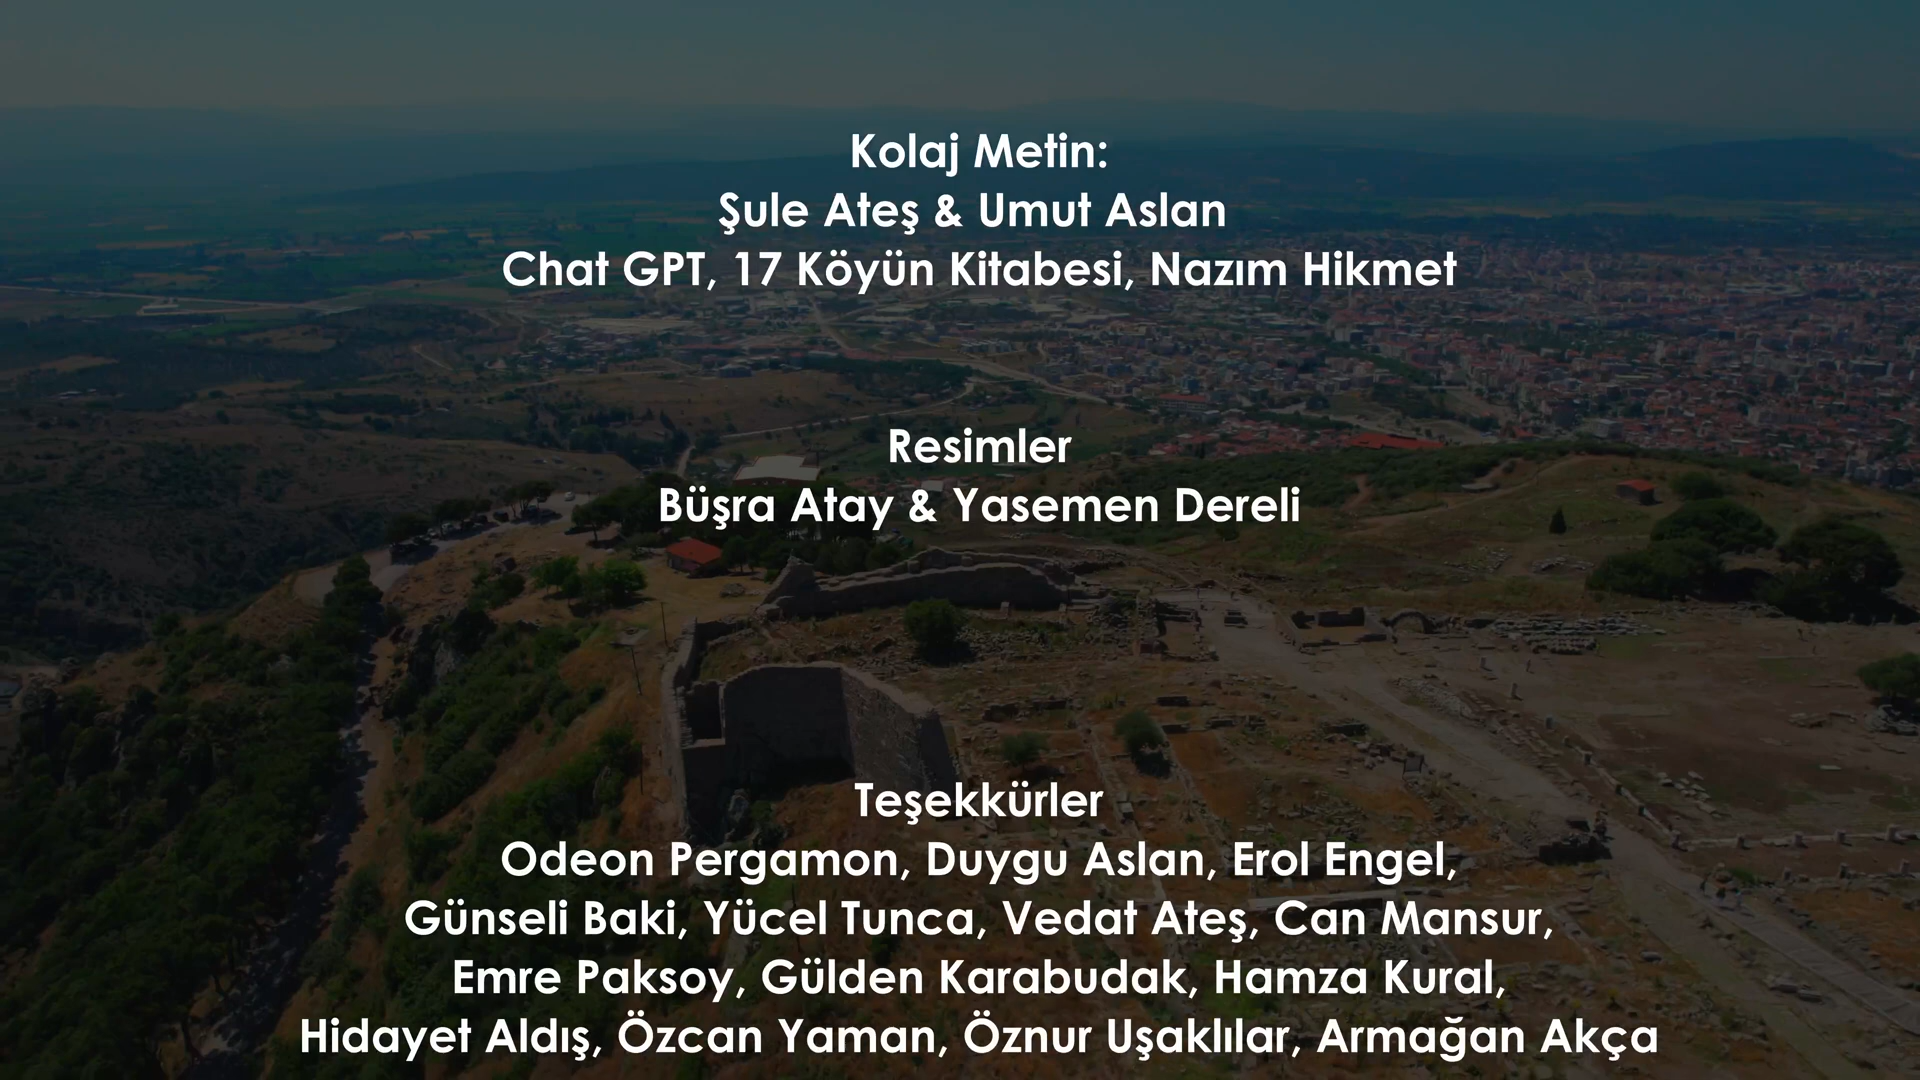 Kolaj Metin:
Şule Ateş & Umut Aslan
Chat GPT, 17 Köyün Kitabesi, Nazım Hikmet
Resimler
Büşra Atay & Yasemen Dereli
Teşekkürler
Odeon Pergamon, Duygu Aslan, Erol Engel,
Günseli Baki, Yücel Tunca, Vedat Ateş, Can Mansur,
Emre Paksoy, Gülden Karabudak, Hamza Kural,
Hidayet Aldış, Özcan Yaman, Öznur Uşaklılar, Armağan Akça